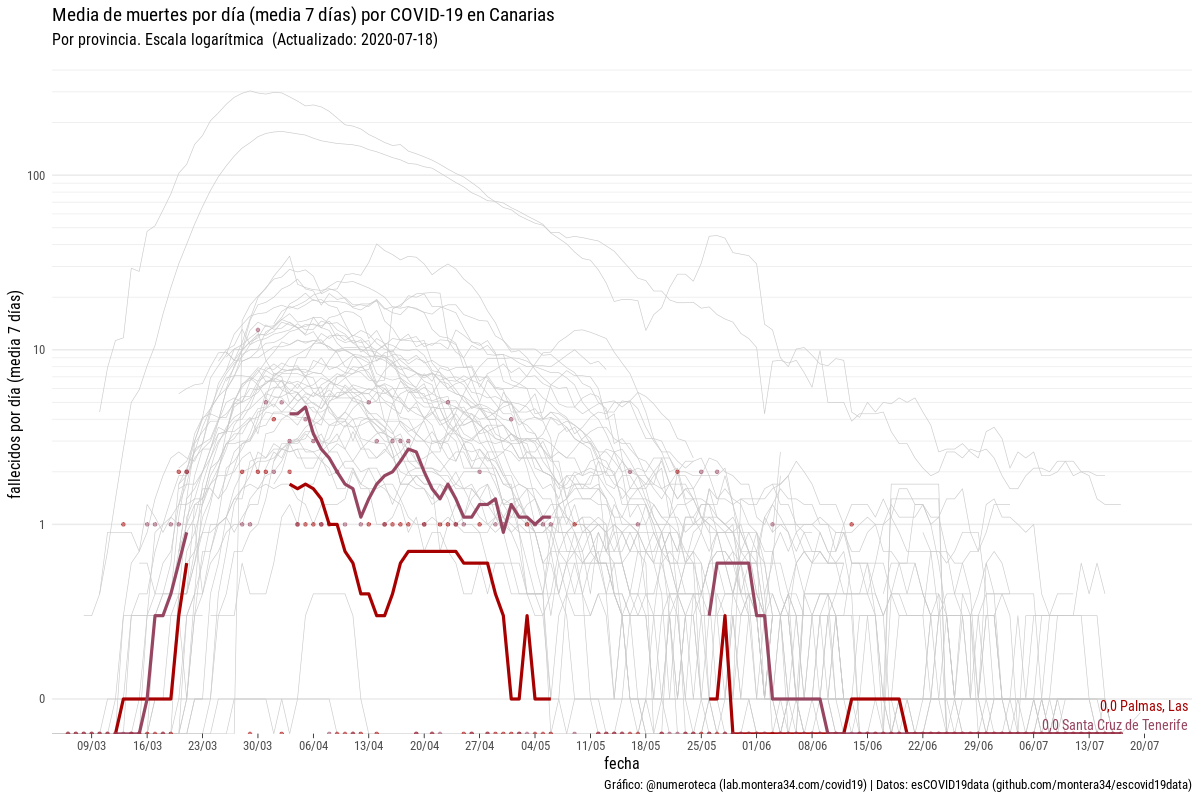 Media de muertes por día (media 7 días) por COVID-19 en Canarias
Por provincia. Escala logarítmica (Actualizado: 2020-07-18)
fallecidos por día (media 7 días)
100
10
1
0
0,0 Palmas, Las
0,0 Santa Cruz de Tenerife
09/03 16/03 23/03 30/03 06/04 13/04 20/04 27/04 04/05 11/05 18/05 25/05 01/06 08/06 15/06 22/06 29/06 06/07 13/07 20/07
fecha
Gráfico: @numeroteca (lab.montera34.com/covid19) | Datos: esCOVID19data (github.com/montera34/escovid19data)